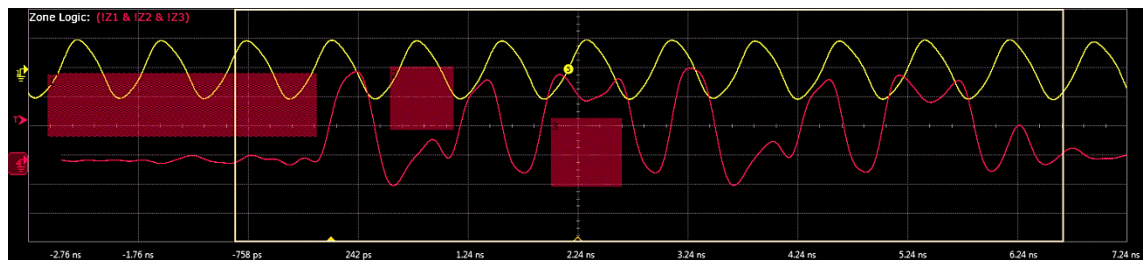 Zone Logic: (!Z1 & !Z2 & !Z3)
T
-2.76 ns -1.76 ns -758 ps 242 ps 1.24 ns 2.24 ns 3.24 ns 4.24 ns 5.24 ns 6.24 ns 7.24 ns